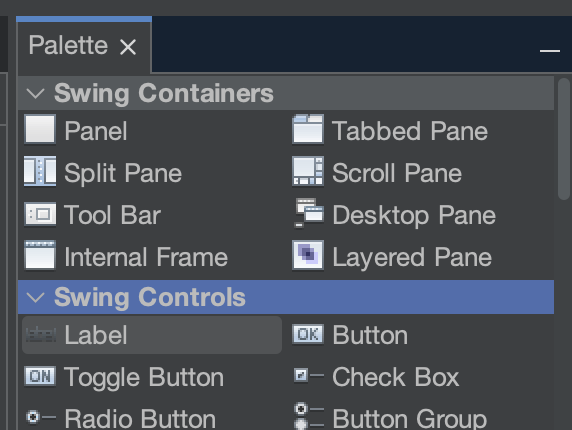 Palette
Swing Containers
Panel Tabbed Pane
Split Pane Scroll Pane
Tool Bar Desktop Pane
Internal Frame Layered Pane
Swing Controls
Label OK Button
ON Toggle Button Check Box
Radio Button Button Group